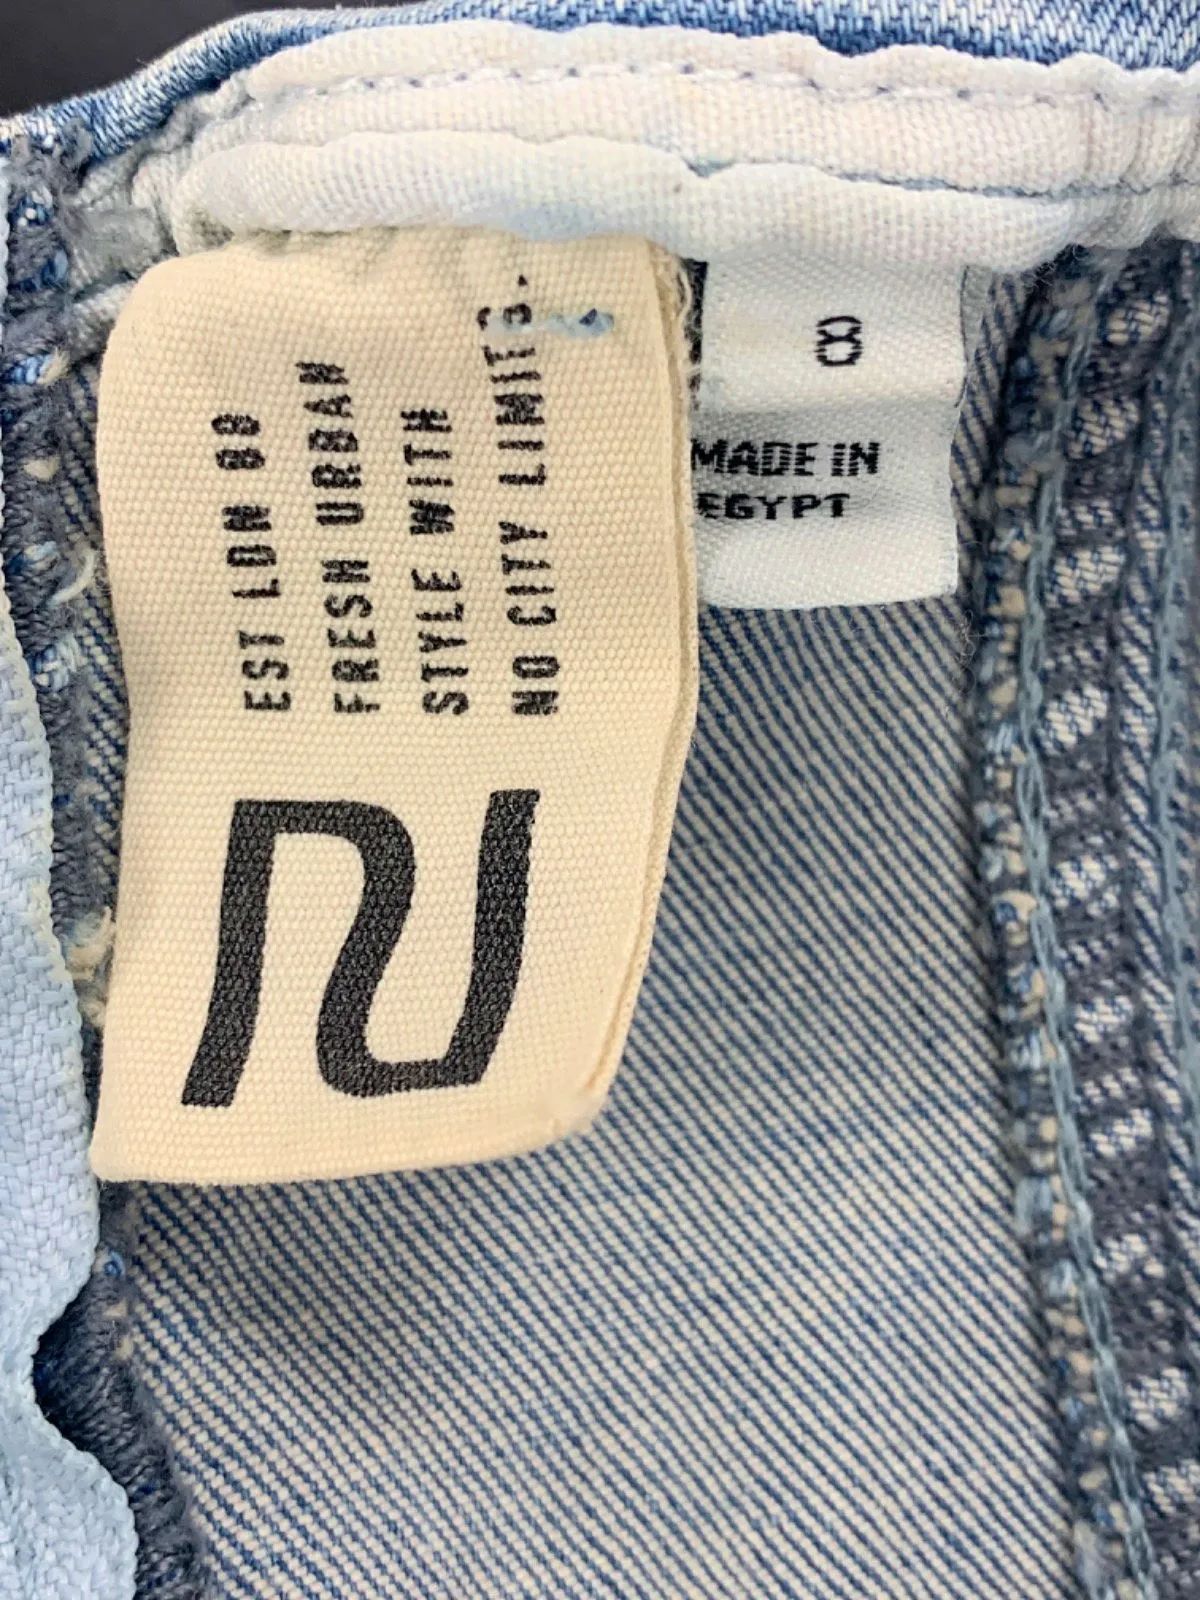 EST LDN 88
FRESH URBAN
STYLE WITH
NO CITY LIMITS.
RI
8
MADE IN
EGYPT